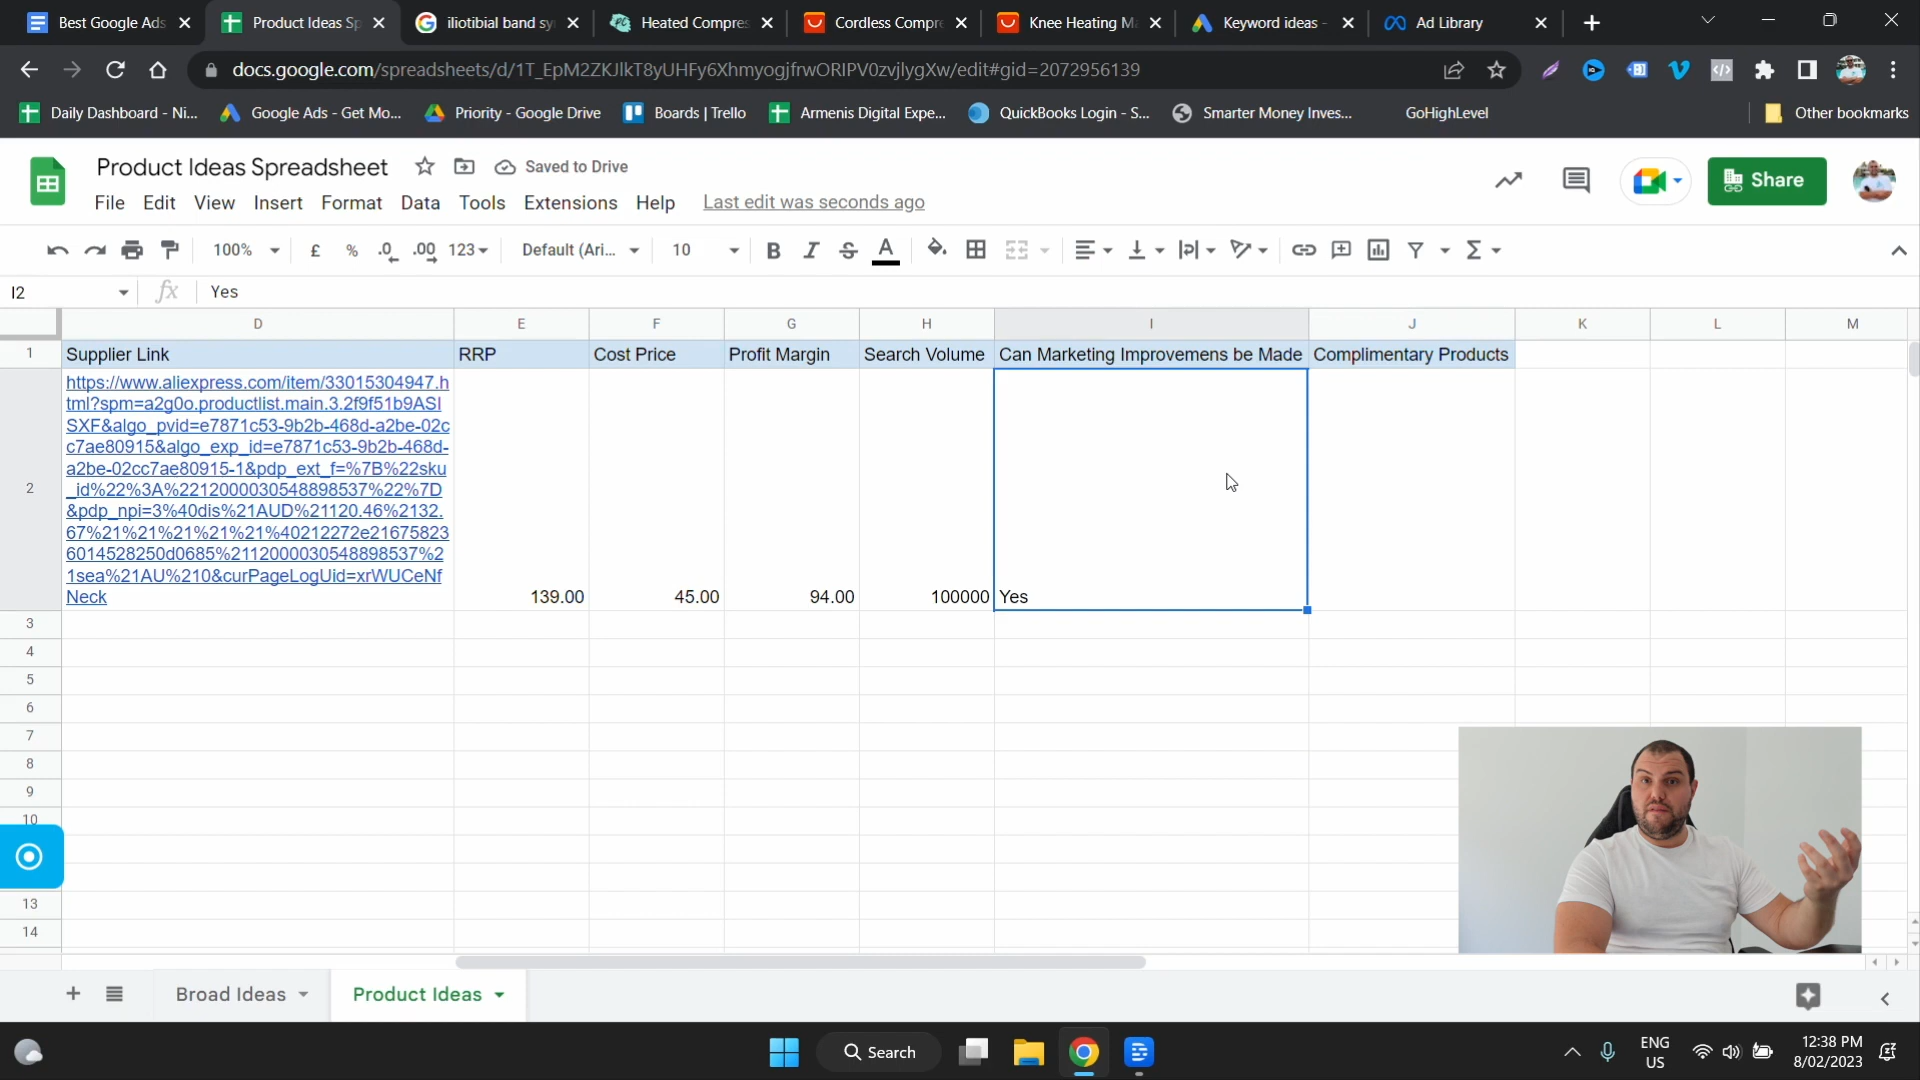 Best Google Ads
Product Ideas Sp
iliotibial band sy
Heated Compres
Cordless Compre
Knee Heating Ma
Keyword ideas -
Ad Library
docs.google.com/spreadsheets/d/1T_EpM2ZKJlkT8yUHFy6XhmyogjfrwORIPV0zvjlygXw/edit#gid=2072956139
Daily Dashboard - Ni...
Google Ads - Get Mo...
Priority - Google Drive
Boards | Trello
Armenis Digital Expe...
QuickBooks Login - S...
Smarter Money Inves...
GoHighLevel
Other bookmarks
Product Ideas Spreadsheet
Saved to Drive
Share
File Edit View Insert Format Data Tools Extensions Help Last edit was seconds ago
100% £ % .0 .00 123 Default (Ari... 10 B I S A
I2 fx Yes
D E F G H I J K L M
1 Supplier Link RRP Cost Price Profit Margin Search Volume Can Marketing Improvemens be Made Complimentary Products
https://www.aliexpress.com/item/33015304947.h
tml?spm=a2g0o.productlist.main.3.2f9f51b9ASI
SXF&algo_pvid=e7871c53-9b2b-468d-a2be-02c
c7ae80915&algo_exp_id=e7871c53-9b2b-468d-
a2be-02cc7ae80915-1&pdp_ext_f=%7B%22sku
2 _id%22%3A%2212000030548898537%22%7D
&pdp_npi=3%40dis%21AUD%21120.46%2132.
67%21%21%21%21%21%40212272e21675823
6014528250d0685%2112000030548898537%2
1sea%21AU%210&curPageLogUid=xrWUCeNf
Neck 139.00 45.00 94.00 100000 Yes
3
4
5
6
7
8
9
10
13
14
Broad Ideas
Product Ideas
Search
ENG
US
12:38 PM
8/02/2023